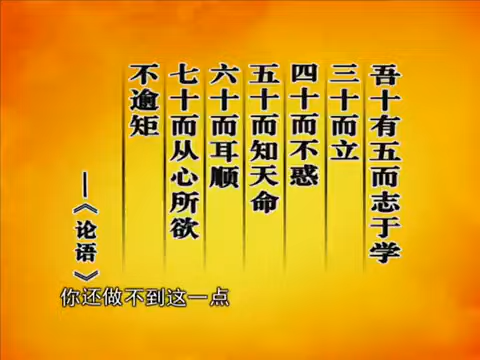 吾十有五而志于学
三十而立
四十而不惑
五十而知天命
六十而耳顺
七十而从心所欲
不逾矩
—《论语》
你还做不到这一点